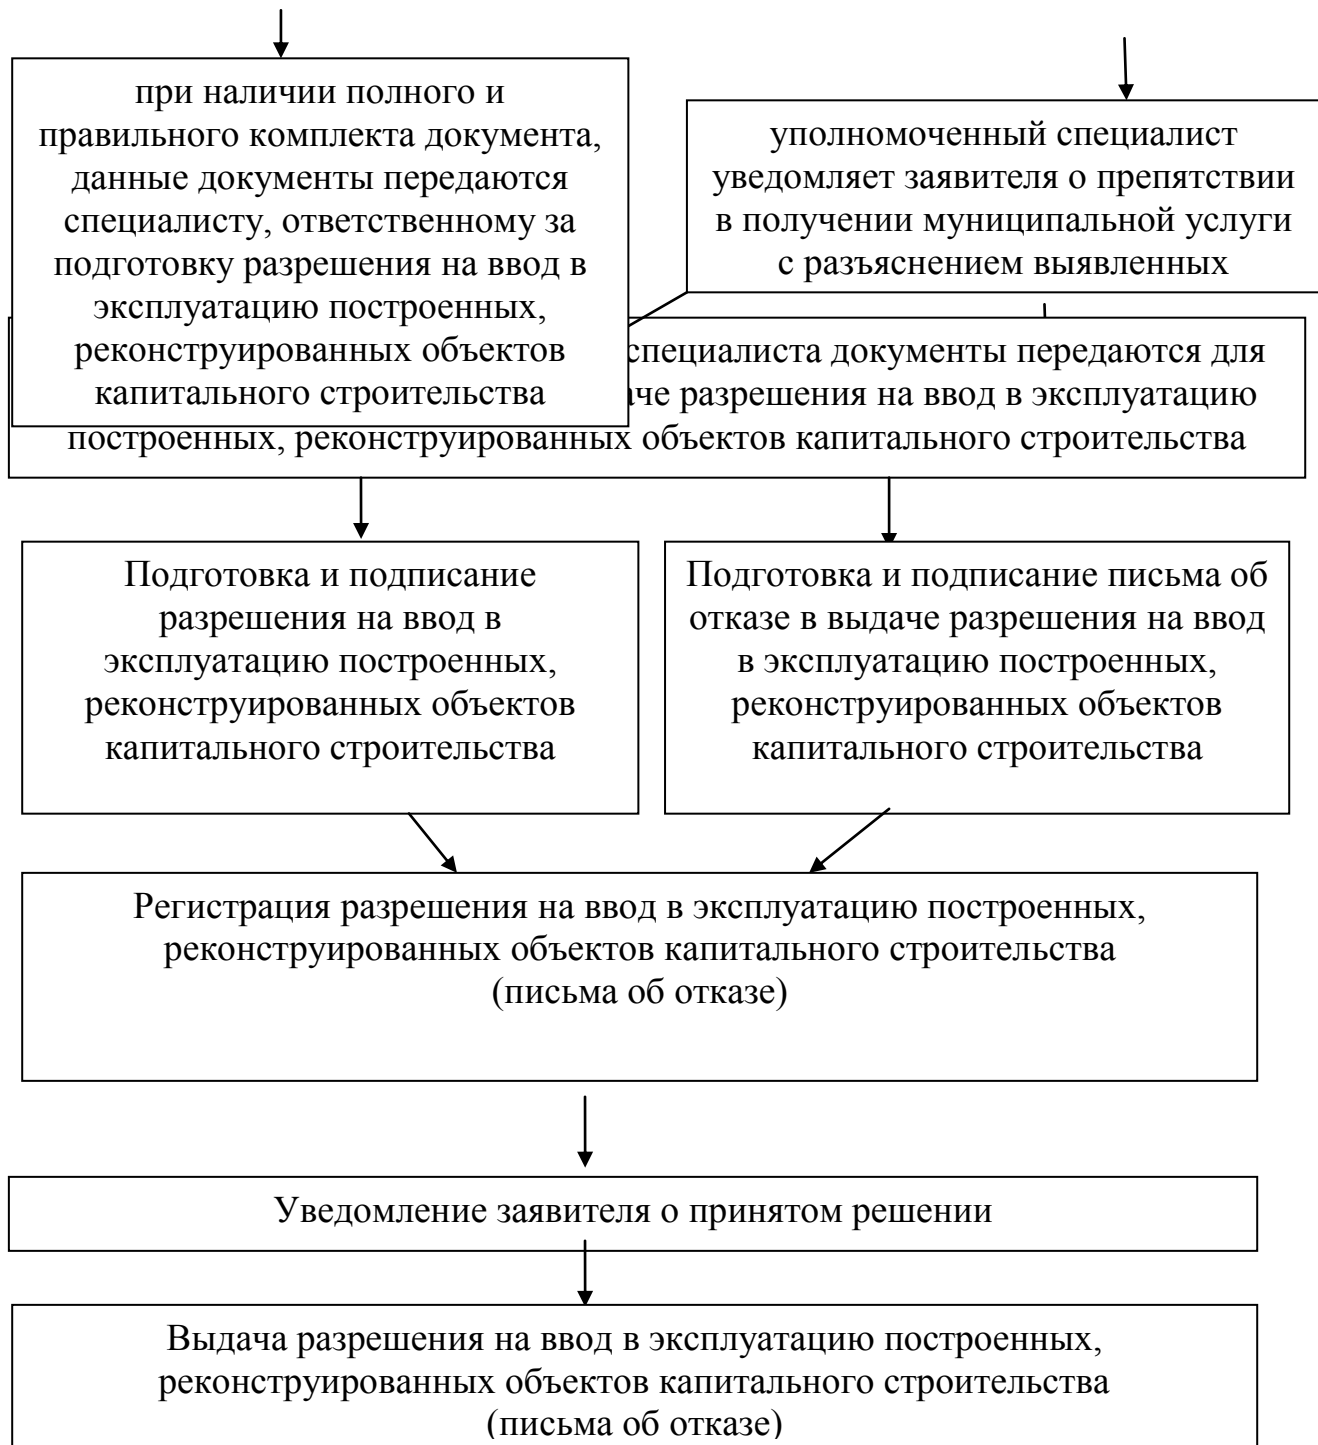 при наличии полного и
правильного комплекта документа,
данные документы передаются
специалисту, ответственному за
подготовку разрешения на ввод в
эксплуатацию построенных,
реконструированных объектов
капитального строительства
уполномоченный специалист
уведомляет заявителя о препятствии
в получении муниципальной услуги
с разъяснением выявленных
специалиста документы передаются для
разрешения на ввод в эксплуатацию
построенных, реконструированных объектов капитального строительства
Подготовка и подписание
разрешения на ввод в
эксплуатацию построенных,
реконструированных объектов
капитального строительства
Подготовка и подписание письма об
отказе в выдаче разрешения на ввод
в эксплуатацию построенных,
реконструированных объектов
капитального строительства
Регистрация разрешения на ввод в эксплуатацию построенных,
реконструированных объектов капитального строительства
(письма об отказе)
Уведомление заявителя о принятом решении
Выдача разрешения на ввод в эксплуатацию построенных,
реконструированных объектов капитального строительства
(письма об отказе)